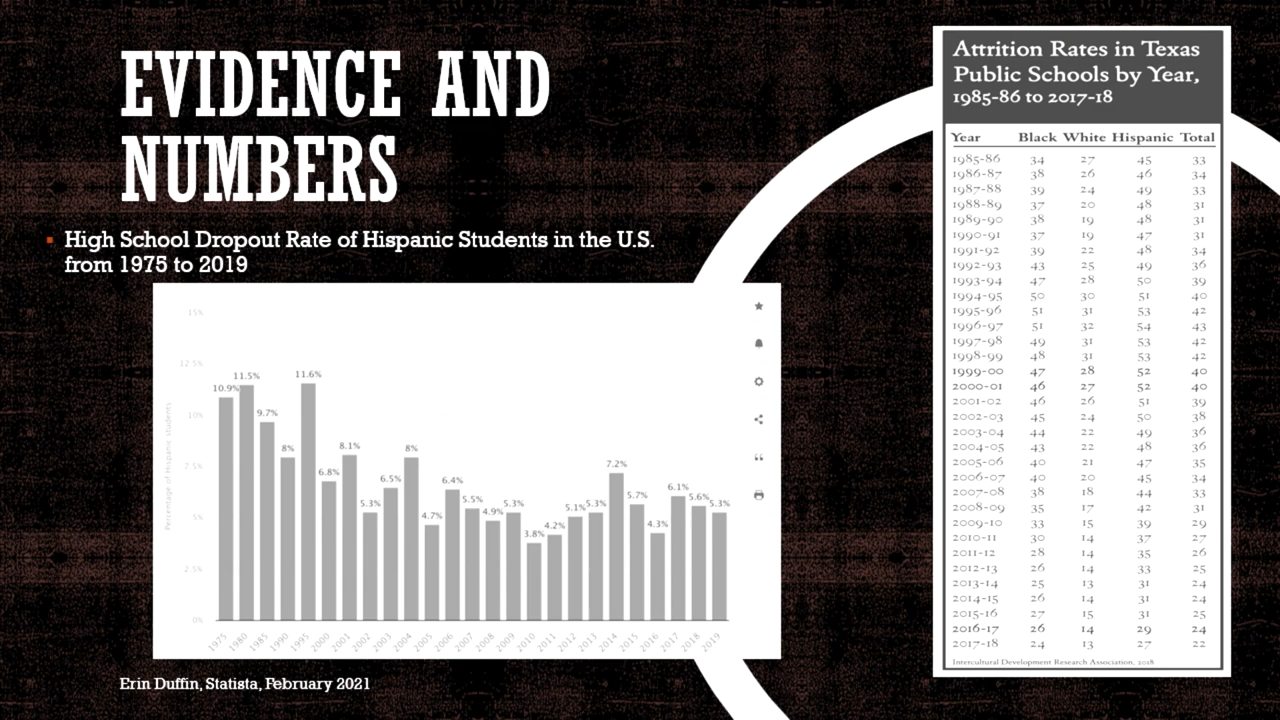 EVIDENCE AND
NUMBERS
▪ High School Dropout Rate of Hispanic Students in the U.S.
from 1975 to 2019
15%
12.5%
10%
7.5%
5%
2.5%
0%
Percentage of Hispanic students
10.9%
11.5%
9.7%
8%
11.6%
6.8%
8.1%
5.3%
6.5%
8%
4.7%
6.4%
5.5%
4.9%
5.3%
3.8%
4.2%
5.1%
5.3%
7.2%
5.7%
4.3%
6.1%
5.6%
5.3%
1975 1980 1985 1990 1995 2000 2001 2002 2003 2004 2005 2006 2007 2008 2009 2010 2011 2012 2013 2014 2015 2016 2017 2018 2019
Erin Duffin, Statista, February 2021
Attrition Rates in Texas
Public Schools by Year,
1985-86 to 2017-18
Year Black White Hispanic Total
1985-86 34 27 45 33
1986-87 38 26 46 34
1987-88 39 24 49 33
1988-89 37 20 48 31
1989-90 38 19 48 31
1990-91 37 19 47 31
1991-92 39 22 48 34
1992-93 43 25 49 36
1993-94 47 28 50 39
1994-95 50 30 51 40
1995-96 51 31 53 42
1996-97 51 32 54 43
1997-98 49 31 53 42
1998-99 48 31 53 42
1999-00 47 28 52 40
2000-01 46 27 52 40
2001-02 46 26 51 39
2002-03 45 24 50 38
2003-04 44 22 49 36
2004-05 43 22 48 36
2005-06 40 21 47 35
2006-07 40 20 45 34
2007-08 38 18 44 33
2008-09 35 17 42 31
2009-10 33 15 39 29
2010-11 30 14 37 27
2011-12 28 14 35 26
2012-13 26 14 33 25
2013-14 25 13 31 24
2014-15 26 14 31 24
2015-16 27 15 31 25
2016-17 26 14 29 24
2017-18 24 13 27 22
Intercultural Development Research Association, 2018